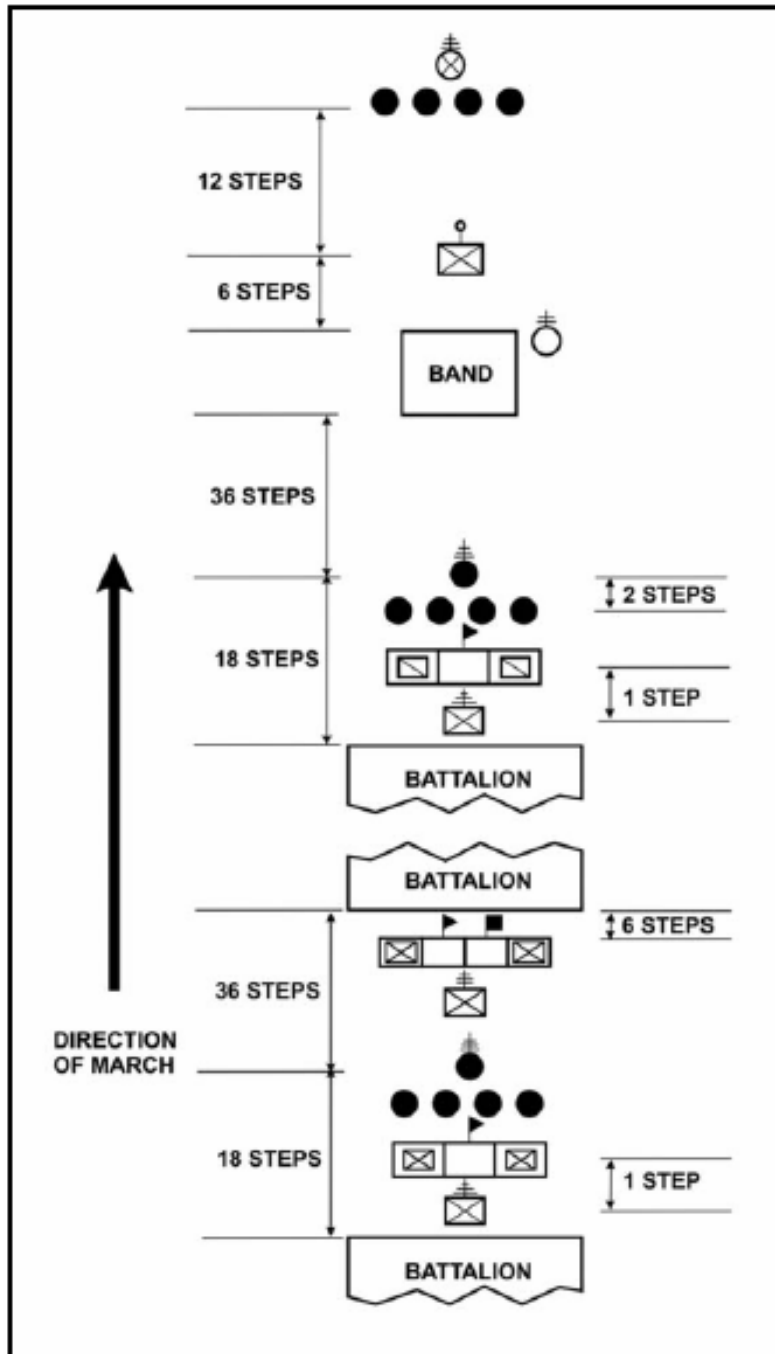 12 STEPS
6 STEPS
BAND
36 STEPS
2 STEPS
18 STEPS
1 STEP
BATTALION
BATTALION
6 STEPS
36 STEPS
DIRECTION
OF MARCH
18 STEPS
1 STEP
BATTALION